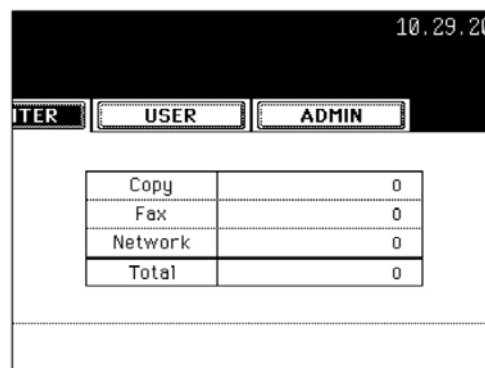 10.29.20
ITER USER ADMIN
Copy 0
Fax 0
Network 0
Total 0